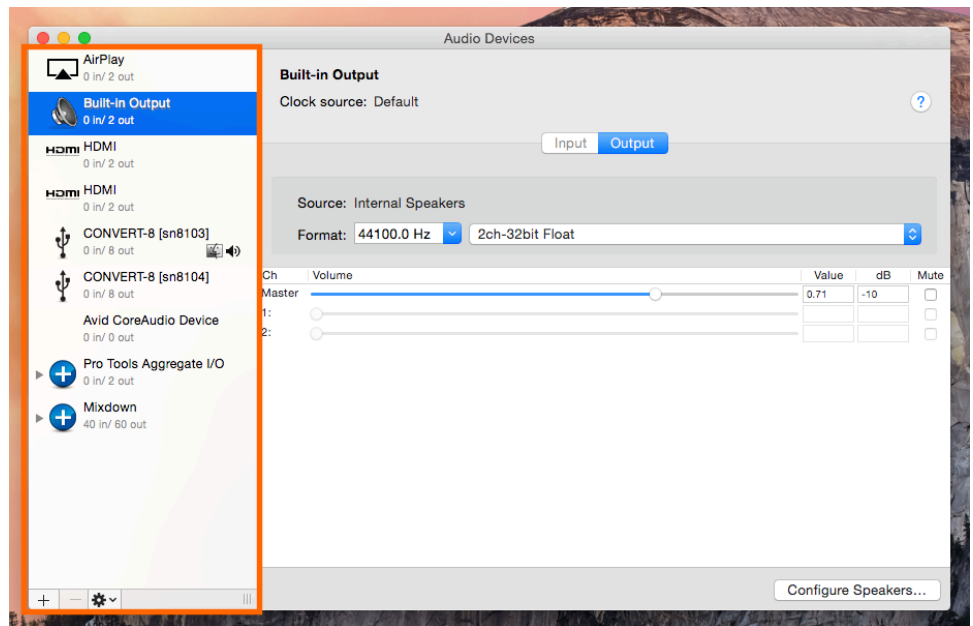 Audio Devices
AirPlay
0 in/ 2 out
Built-in Output
0 in/ 2 out
HDMI HDMI
0 in/ 2 out
HDMI HDMI
0 in/ 2 out
CONVERT-8 [sn8103]
0 in/ 8 out
CONVERT-8 [sn8104]
0 in/ 8 out
Avid CoreAudio Device
0 in/ 0 out
Pro Tools Aggregate I/O
0 in/ 2 out
Mixdown
40 in/ 60 out
Built-in Output
Clock source: Default
?
Input Output
Source: Internal Speakers
Format: 44100.0 Hz 2ch-32bit Float
Ch Volume Value dB Mute
Master 0.71 -10
1:
2:
Configure Speakers...